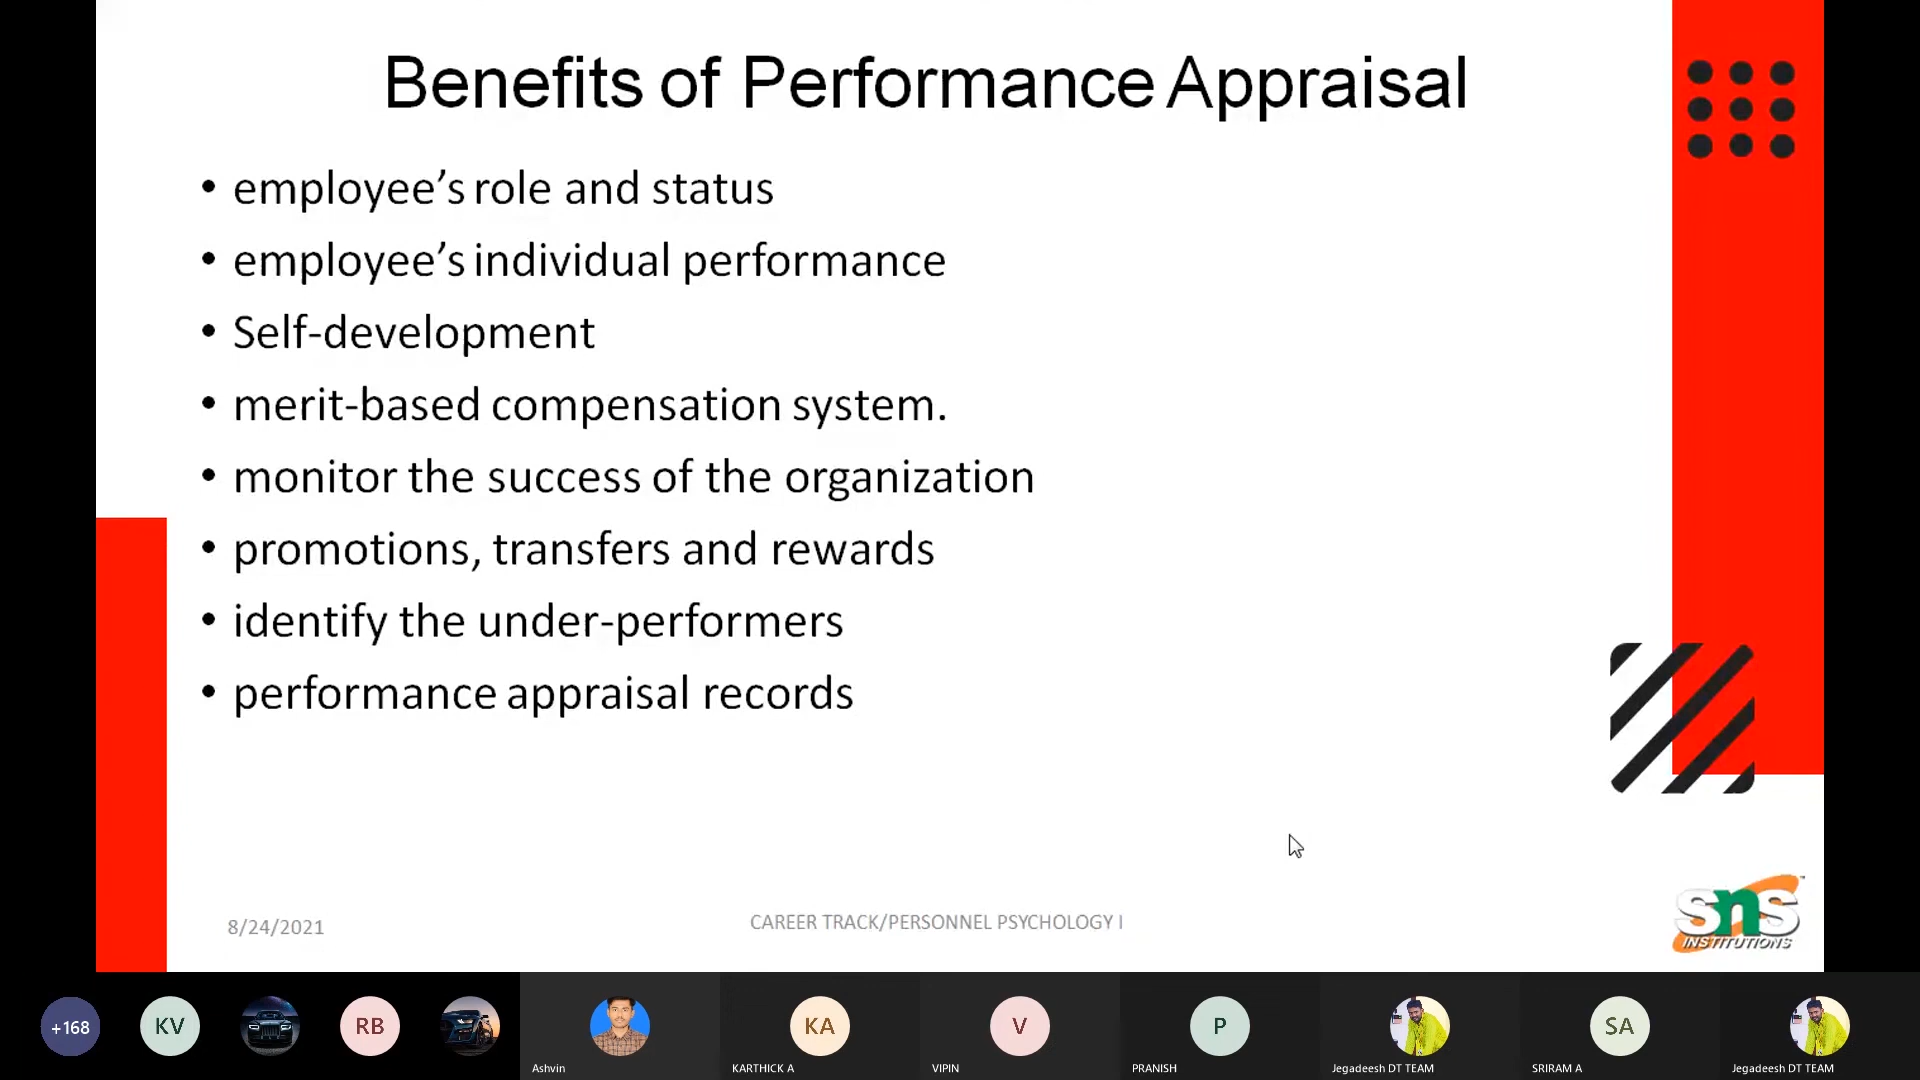 Benefits of Performance Appraisal
• employee’s role and status
• employee’s individual performance
• Self-development
• merit-based compensation system.
• monitor the success of the organization
• promotions, transfers and rewards
• identify the under-performers
• performance appraisal records
8/24/2021
CAREER TRACK/PERSONNEL PSYCHOLOGY I
sns
INSTITUTIONS
+168
KV
RB
KA
V
P
SA
Ashvin
KARTHICK A
VIPIN
PRANISH
Jegadeesh DT TEAM
SRIRAM A
Jegadeesh DT TEAM